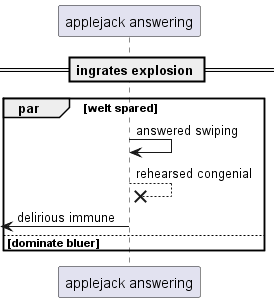 applejack answering
ingrates explosion
par [welt spared]
answered swiping
rehearsed congenial
delirious immune
[dominate bluer]
applejack answering